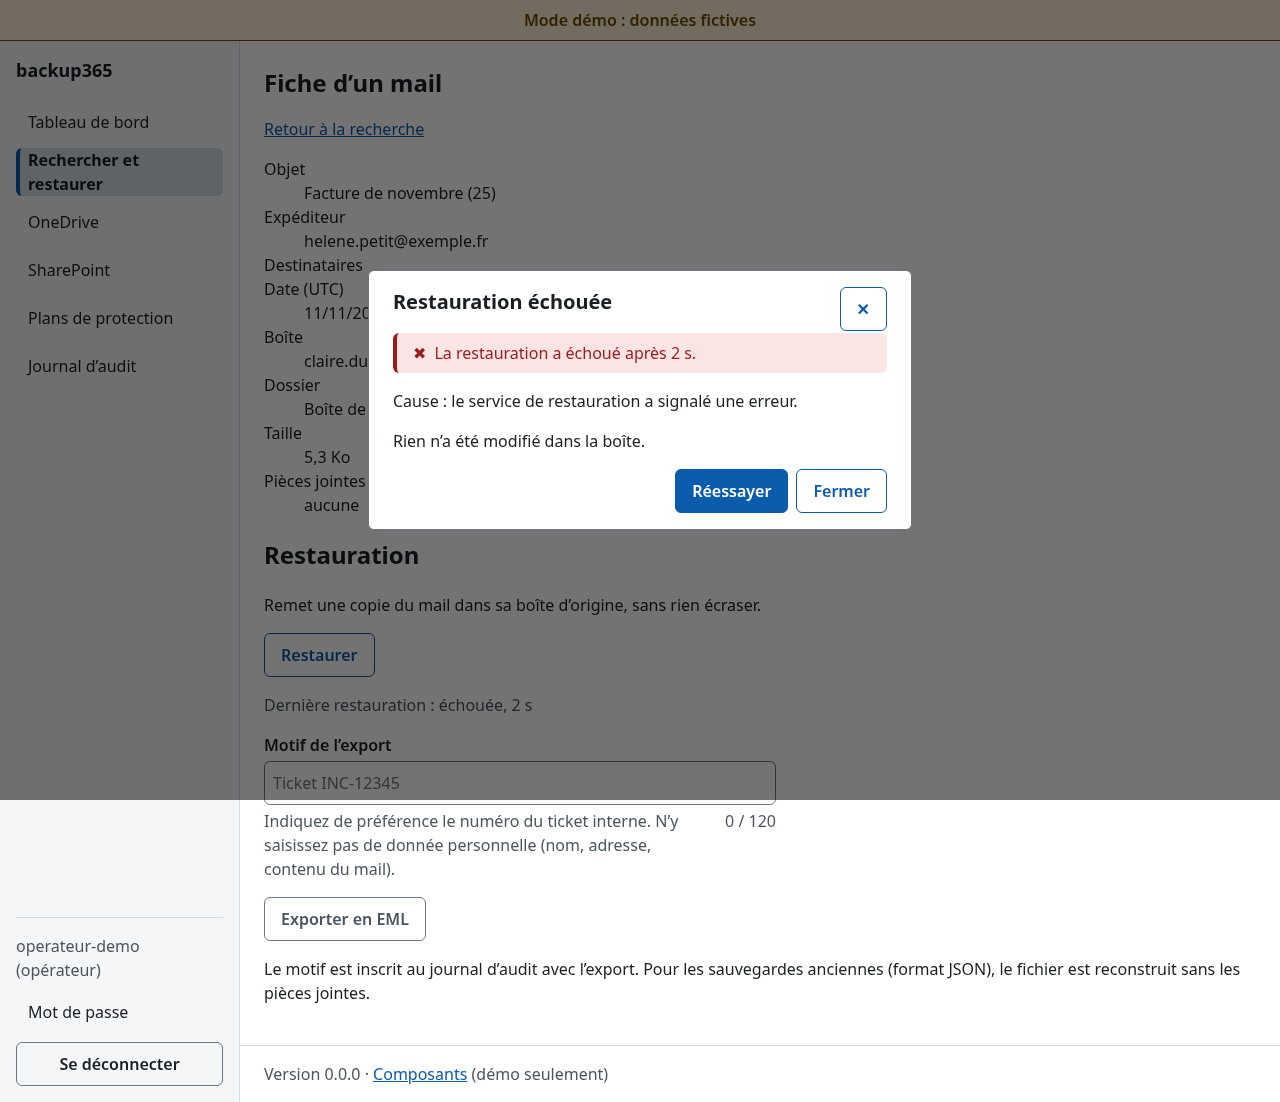 Mode démo : données fictives
backup365
Tableau de bord
Rechercher et
restaurer
OneDrive
SharePoint
Plans de protection
Journal d’audit
operateur-demo
(opérateur)
Mot de passe
Se déconnecter
Fiche d’un mail
Retour à la recherche
Objet
Facture de novembre (25)
Expéditeur
helene.petit@exemple.fr
Destinataires
Date (UTC)
11/11/20
Boîte
claire.du
Dossier
Boîte de
Taille
5,3 Ko
Pièces jointes
aucune
Restauration échouée
×
✖ La restauration a échoué après 2 s.
Cause : le service de restauration a signalé une erreur.
Rien n’a été modifié dans la boîte.
Réessayer
Fermer
Restauration
Remet une copie du mail dans sa boîte d’origine, sans rien écraser.
Restaurer
Dernière restauration : échouée, 2 s
Motif de l’export
Ticket INC-12345
Indiquez de préférence le numéro du ticket interne. N’y 0 / 120
saisissez pas de donnée personnelle (nom, adresse,
contenu du mail).
Exporter en EML
Le motif est inscrit au journal d’audit avec l’export. Pour les sauvegardes anciennes (format JSON), le fichier est reconstruit sans les
pièces jointes.
Version 0.0.0 · Composants (démo seulement)